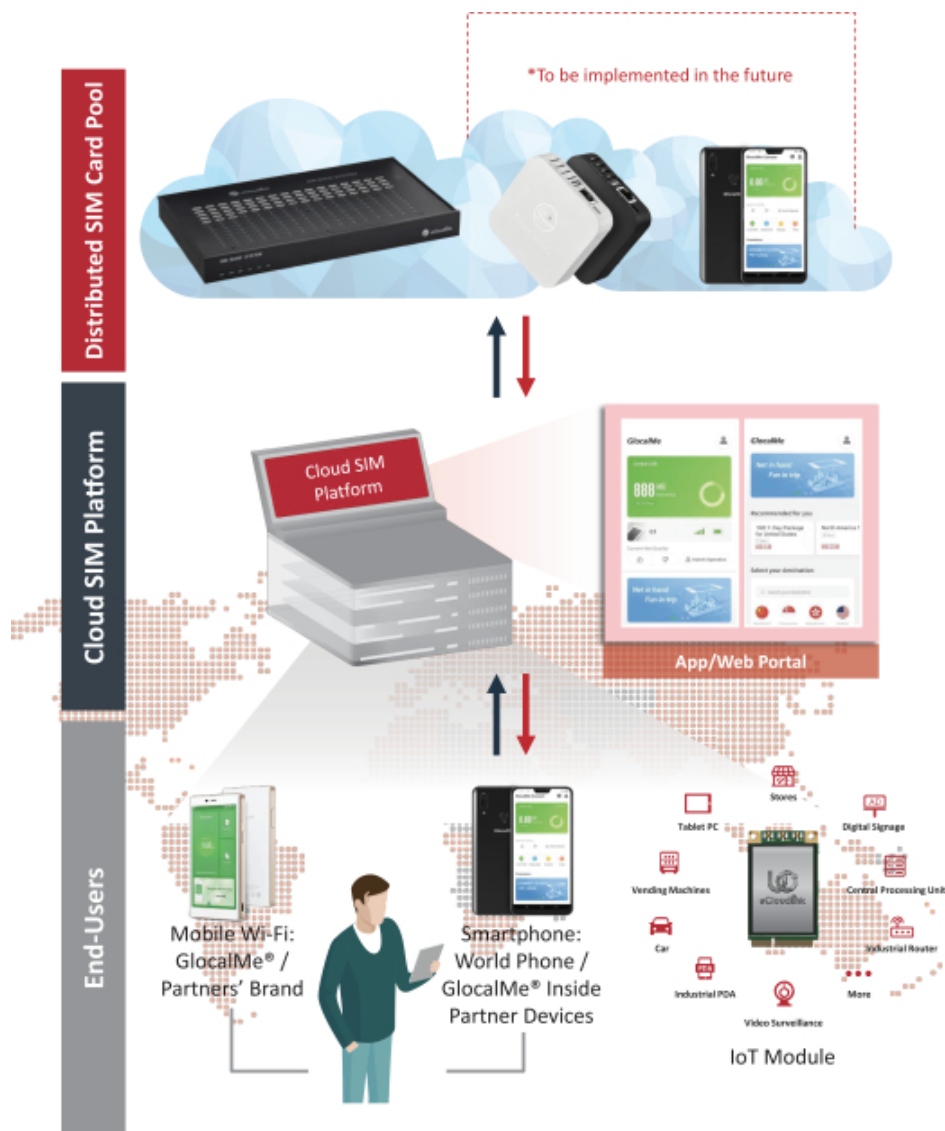 *To be implemented in the future
Distributed SIM Card Pool
Cloud SIM Platform
Cloud SIM
Platform
GlocalMe
GlocalMe
888
Net in hand
Fun in trip
Recommended for you
Select your destination
Net in hand
Fun in trip
App/Web Portal
End-Users
Stores
Tablet PC
AD
Digital Signage
Vending Machines
uCloudlink
Central Processing Unit
Car
Industrial Router
PDA
Industrial PDA
More
Video Surveillance
IoT Module
Mobile Wi-Fi:
GlocalMe® /
Partners' Brand
Smartphone:
World Phone /
GlocalMe® Inside
Partner Devices